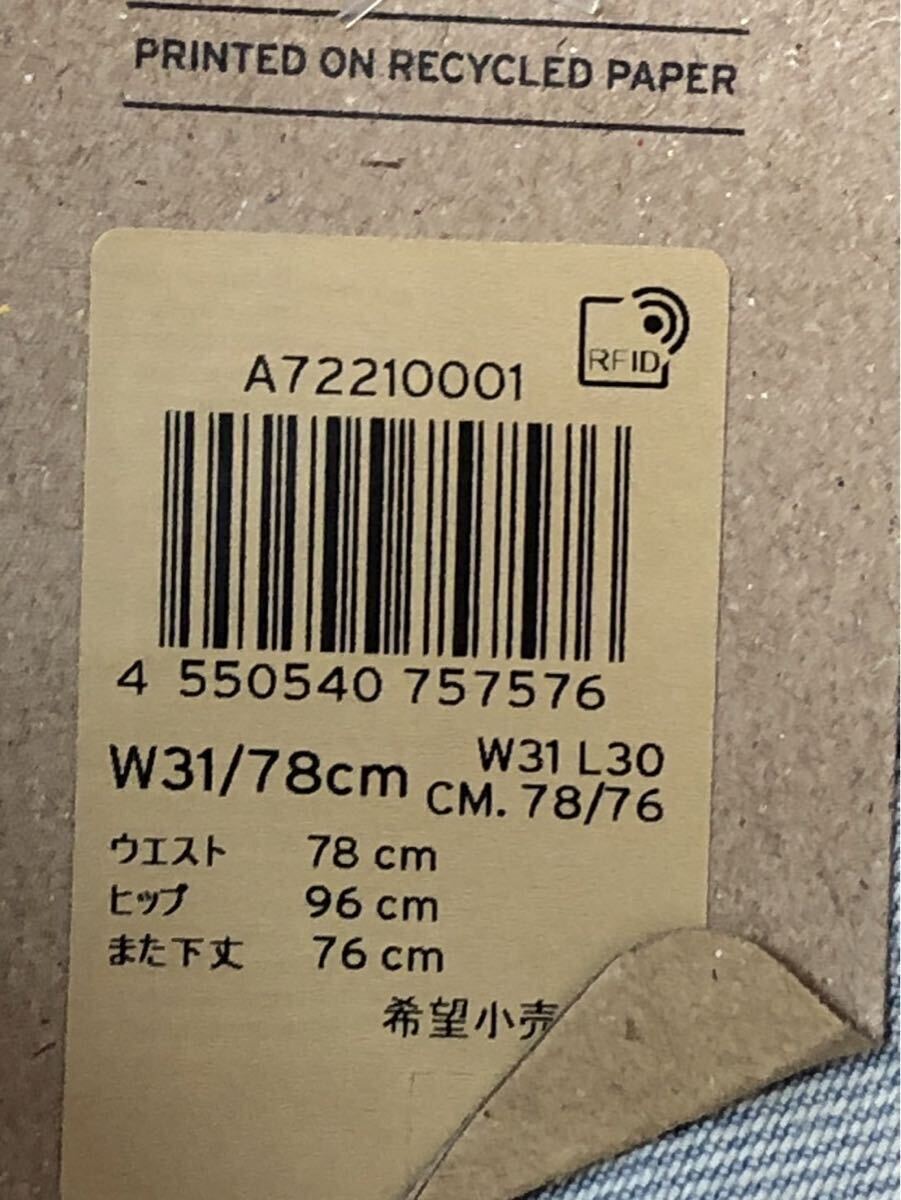 PRINTED ON RECYCLED PAPER
RFID
A72210001
4 550540 757576
W31/78cm
W31 L30
CM. 78/76
ウエスト 78 cm
ヒップ 96 cm
また下丈 76 cm
希望小売